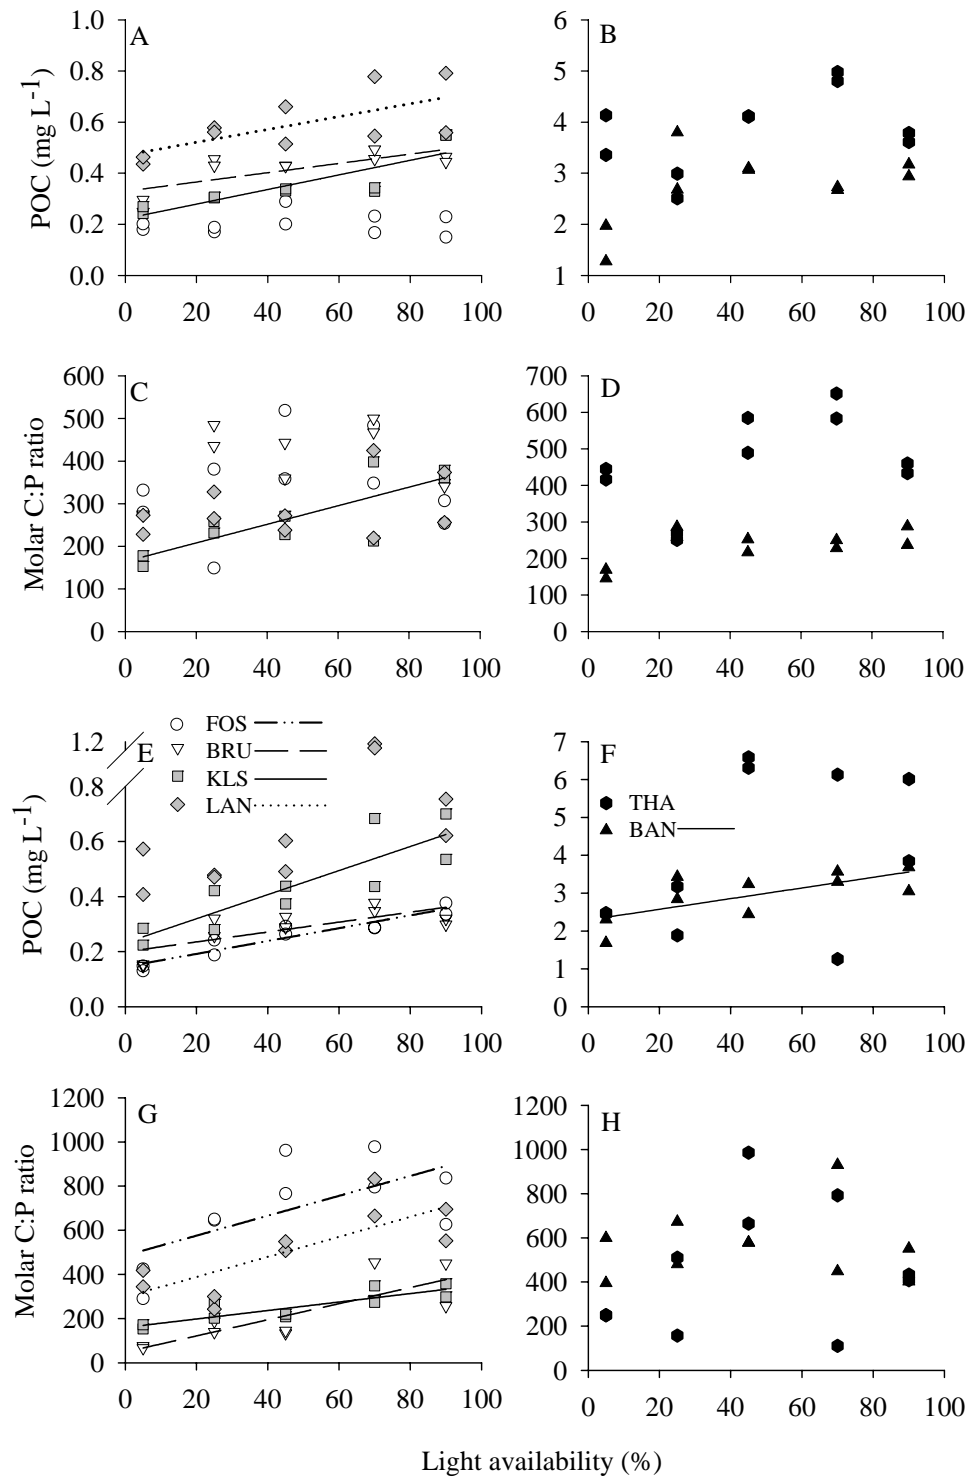 A
B
POC (mg L-1)
1.0
0.8
0.6
0.4
0.2
0.0
0 20 40 60 80 100
6
5
4
3
2
1
0 20 40 60 80 100
C
D
Molar C:P ratio
600
500
400
300
200
100
0
0 20 40 60 80 100
700
600
500
400
300
200
100
0
0 20 40 60 80 100
E
F
POC (mg L-1)
1.2
0.8
0.6
0.4
0.2
0.0
FOS
BRU
KLS
LAN
0 20 40 60 80 100
7
6
5
4
3
2
1
0
THA
BAN
0 20 40 60 80 100
G
H
Molar C:P ratio
1200
1000
800
600
400
200
0
0 20 40 60 80 100
1200
1000
800
600
400
200
0
0 20 40 60 80 100
Light availability (%)